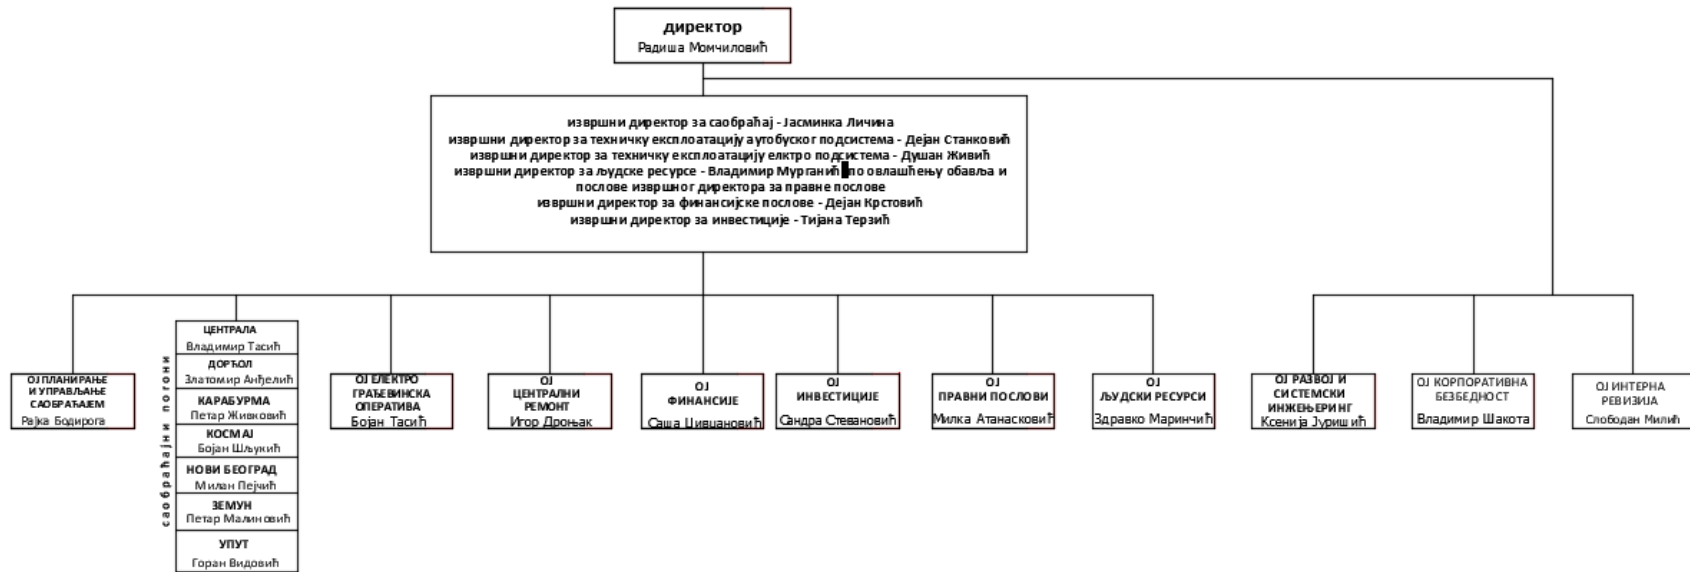 директор
Радиша Момчиловић
извршни директор за саобраћај - Јасминка Личина
извршни директор за техничку експлоатацију аутобуског подсистема - Дејан Станковић
извршни директор за техничку експлоатацију елктро подсистема - Душан Живић
извршни директор за људске ресурсе - Владимир Мурганић по овлашћењу обавља и
послове извршног директора за правне послове
извршни директор за финансијске послове - Дејан Крстовић
извршни директор за инвестиције - Тијана Терзић
ОЈ ПЛАНИРАЊЕ
И УПРАВЉАЊЕ
САОБРАЋАЈЕМ
Рајка Бодирога
саобраћајни погони
ЦЕНТРАЛА
Владимир Тасић
ДОРЋОЛ
Златомир Анђелић
КАРАБУРМА
Петар Живковић
КОСМАЈ
Бојан Шљукић
НОВИ БЕОГРАД
Милан Пејчић
ЗЕМУН
Петар Малиновић
УПУТ
Горан Видовић
ОЈ ЕЛЕКТРО
ГРАЂЕВИНСКА
ОПЕРАТИВА
Бојан Тасић
ОЈ
ЦЕНТРАЛНИ
РЕМОНТ
Игор Дроњак
ОЈ
ФИНАНСИЈЕ
Саша Цивцановић
ОЈ
ИНВЕСТИЦИЈЕ
Сандра Стевановић
ОЈ
ПРАВНИ ПОСЛОВИ
Милка Атанасковић
ОЈ
ЉУДСКИ РЕСУРСИ
Здравко Маринчић
ОЈ РАЗВОЈ И
СИСТЕМСКИ
ИНЖЕЊЕРИНГ
Ксенија Јуришић
ОЈ КОРПОРАТИВНА
БЕЗБЕДНОСТ
Владимир Шакота
ОЈ ИНТЕРНА
РЕВИЗИЈА
Слободан Милић